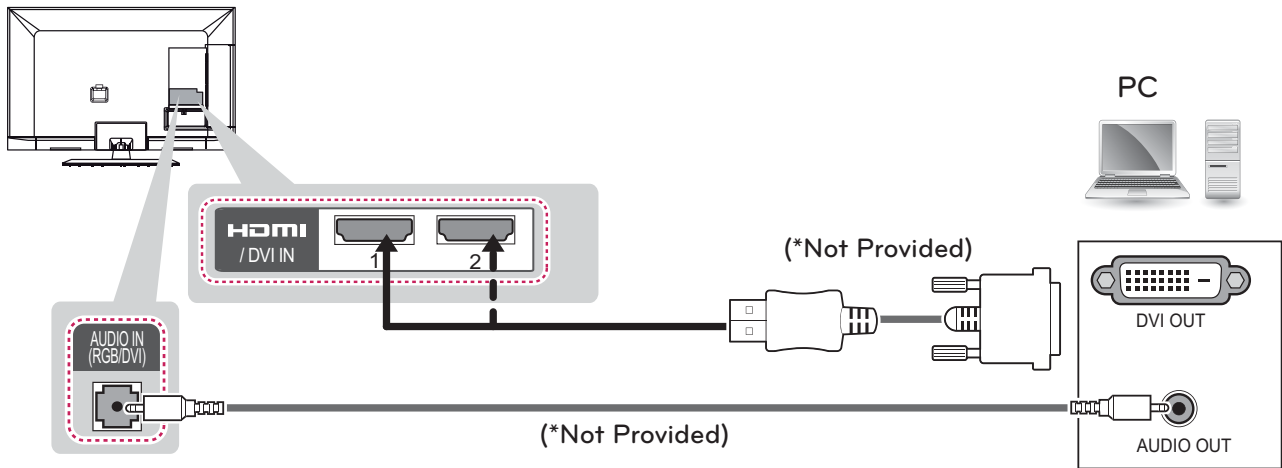 PC
HDMI
/ DVI IN
1
2
(*Not Provided)
DVI OUT
AUDIO IN
(RGB/DVI)
(*Not Provided)
AUDIO OUT